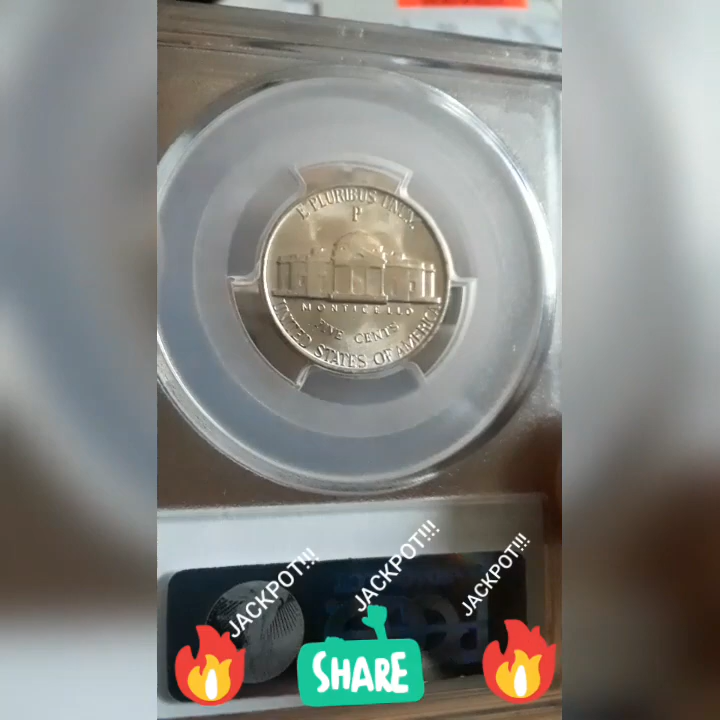 E PLURIBUS UNUM
P
MONTICELLO
FIVE CENTS
UNITED STATES OF AMERICA
JACKPOT!!!
JACKPOT!!!
JACKPOT!!!
SHARE